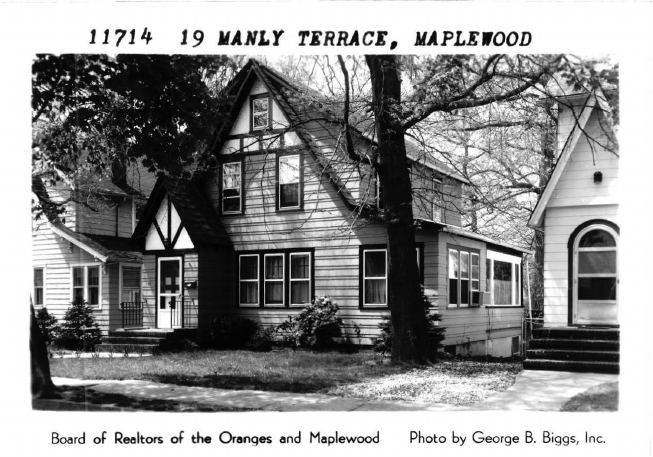 11714 19 MANLY TERRACE, MAPLEWOOD
Board of Realtors of the Oranges and Maplewood Photo by George B. Biggs, Inc.